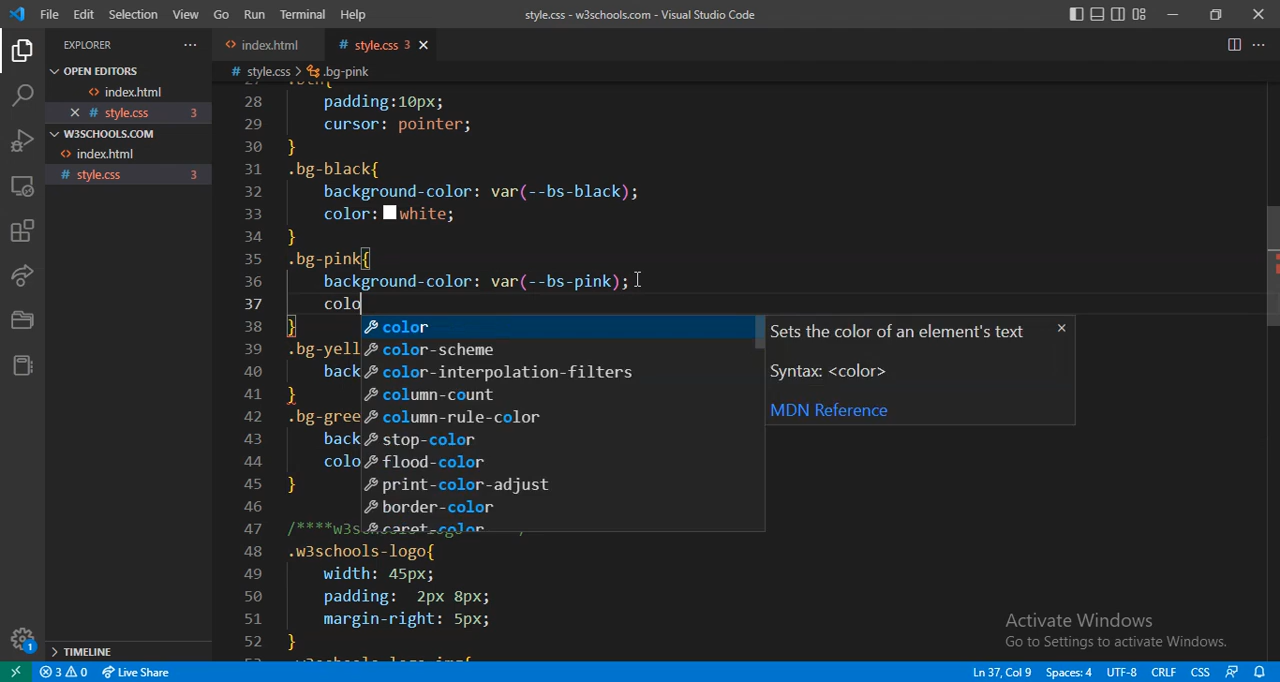 File Edit Selection View Go Run Terminal Help
style.css - w3schools.com - Visual Studio Code
EXPLORER
OPEN EDITORS
index.html
style.css 3
W3SCHOOLS.COM
index.html
style.css 3
TIMELINE
index.html
style.css 3
style.css > .bg-pink
28 padding:10px;
29 cursor: pointer;
30 }
31 .bg-black{
32 background-color: var(--bs-black);
33 color: white;
34 }
35 .bg-pink{
36 background-color: var(--bs-pink);
37 colo
38 }
39 .bg-yell
40 back
41 }
42 .bg-gree
43 back
44 colo
45 }
46
47 /****w3s
48 .w3schools-logo{
49 width: 45px;
50 padding: 2px 8px;
51 margin-right: 5px;
52 }
color
color-scheme
color-interpolation-filters
column-count
column-rule-color
stop-color
flood-color
print-color-adjust
border-color
caret-color
Sets the color of an element's text
Syntax: <color>
MDN Reference
Activate Windows
Go to Settings to activate Windows.
1
3 0 Live Share
Ln 37, Col 9 Spaces: 4 UTF-8 CRLF CSS